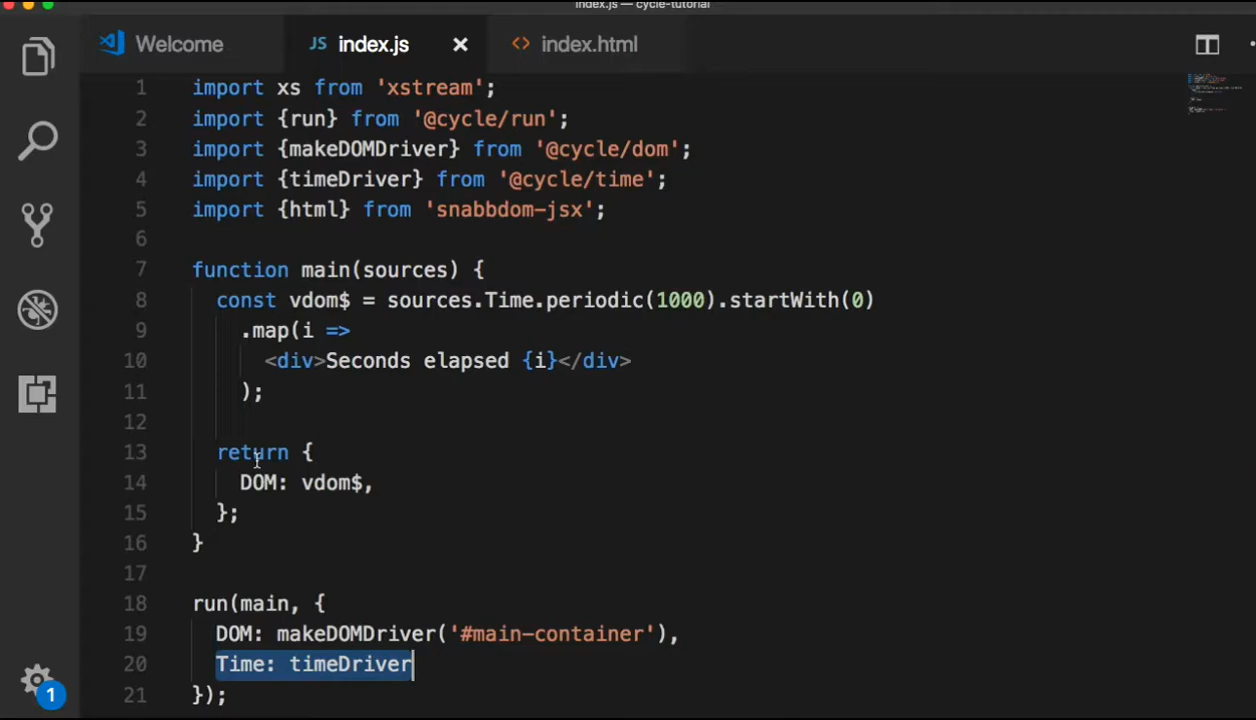 index.js — cycle-tutorial
Welcome
JS index.js
<> index.html
1 import xs from 'xstream';
2 import {run} from '@cycle/run';
3 import {makeDOMDriver} from '@cycle/dom';
4 import {timeDriver} from '@cycle/time';
5 import {html} from 'snabbdom-jsx';
6
7 function main(sources) {
8   const vdom$ = sources.Time.periodic(1000).startWith(0)
9     .map(i =>
10       <div>Seconds elapsed {i}</div>
11     );
12
13   return {
14     DOM: vdom$,
15   };
16 }
17
18 run(main, {
19   DOM: makeDOMDriver('#main-container'),
20   Time: timeDriver
21 });
1